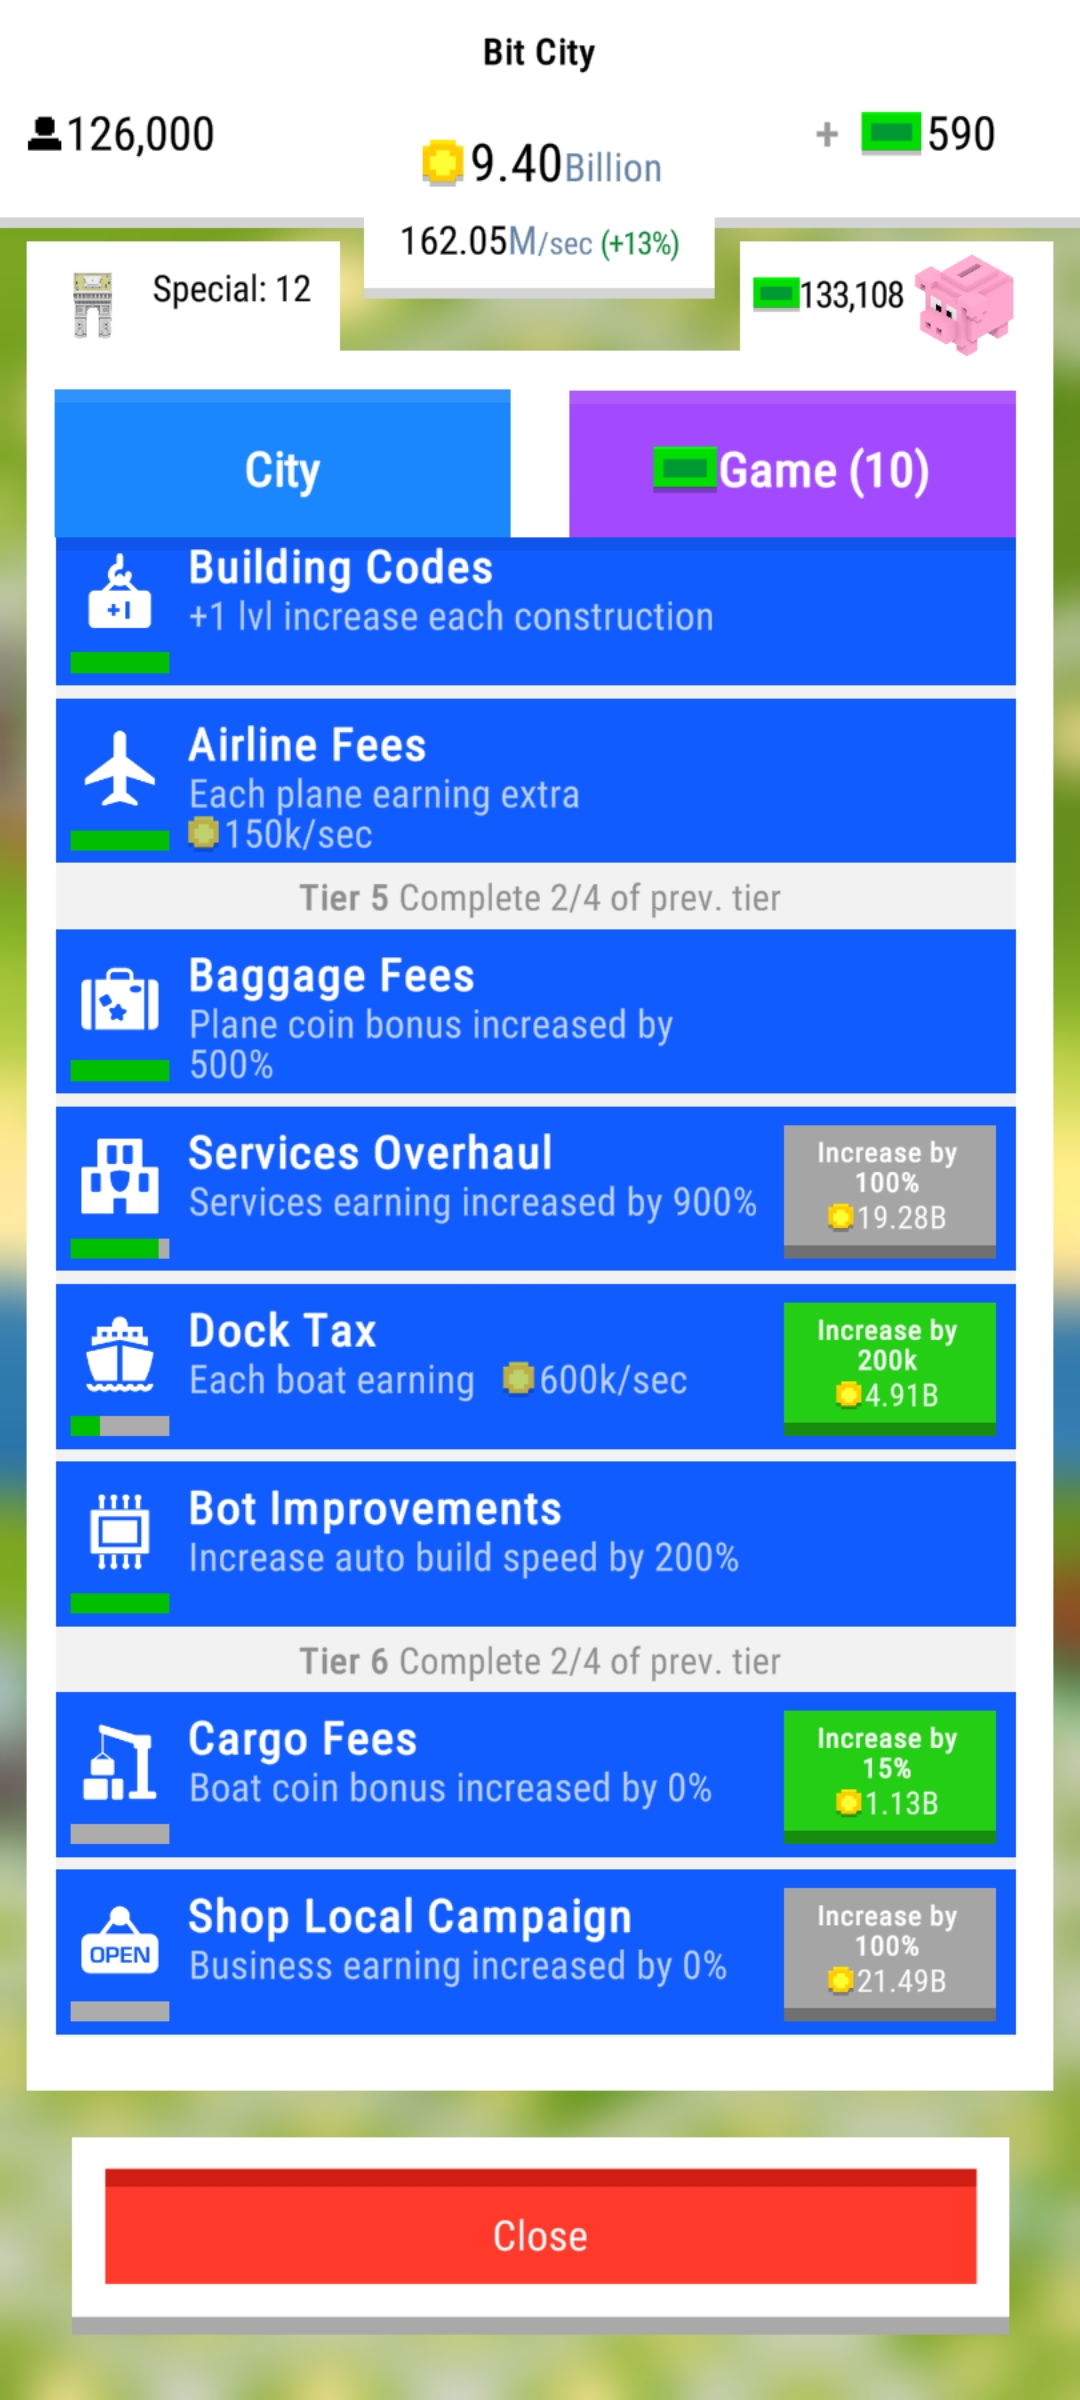 Bit City
126,000
9.40Billion
+ 590
162.05M/sec (+13%)
Special: 12
133,108
City
Game (10)
Building Codes
+1
+1 lvl increase each construction
Airline Fees
Each plane earning extra
150k/sec
Tier 5 Complete 2/4 of prev. tier
Baggage Fees
Plane coin bonus increased by
500%
Services Overhaul
Services earning increased by 900%
Increase by
100%
19.28B
Dock Tax
Each boat earning 600k/sec
Increase by
200k
4.91B
Bot Improvements
Increase auto build speed by 200%
Tier 6 Complete 2/4 of prev. tier
Cargo Fees
Boat coin bonus increased by 0%
Increase by
15%
1.13B
Shop Local Campaign
OPEN
Business earning increased by 0%
Increase by
100%
21.49B
Close